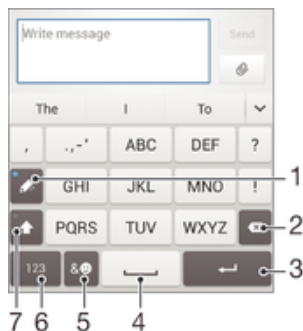 Write message
Send
The I To
, .,-' ABC DEF ?
GHI JKL MNO ! 1
PQRS TUV WXYZ 2
123 & 3
7 6 5 4